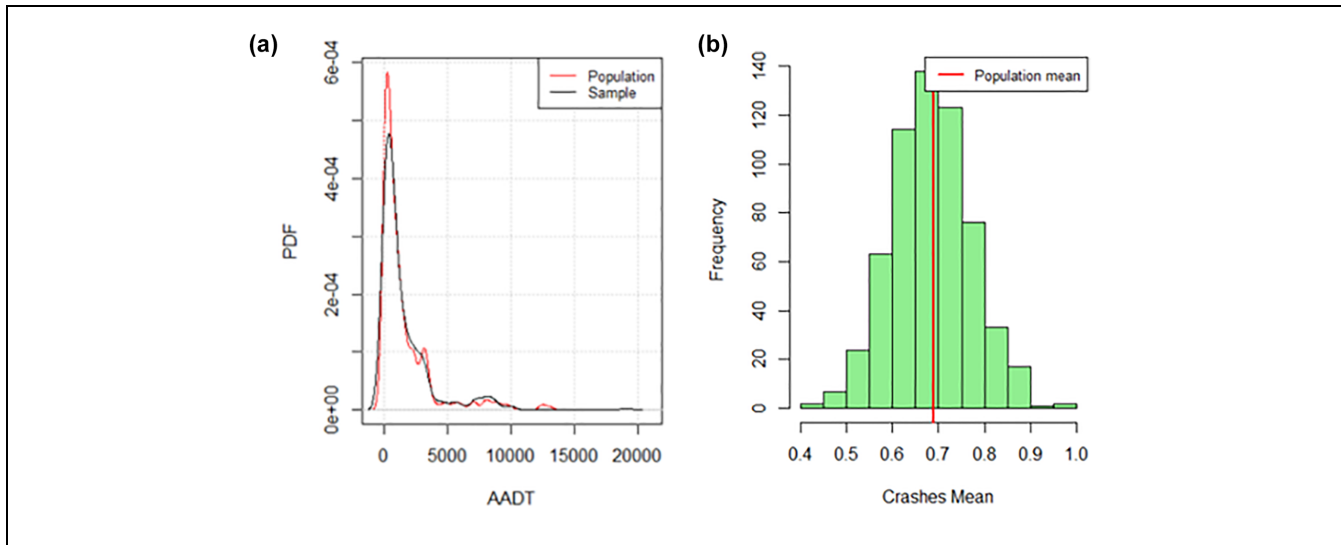 (a)
6e-04
4e-04
2e-04
0e+00
PDF
Population
Sample
0 5000 10000 15000 20000
AADT
(b)
140
120
100
80
60
40
20
0
Frequency
Population mean
0.4 0.5 0.6 0.7 0.8 0.9 1.0
Crashes Mean